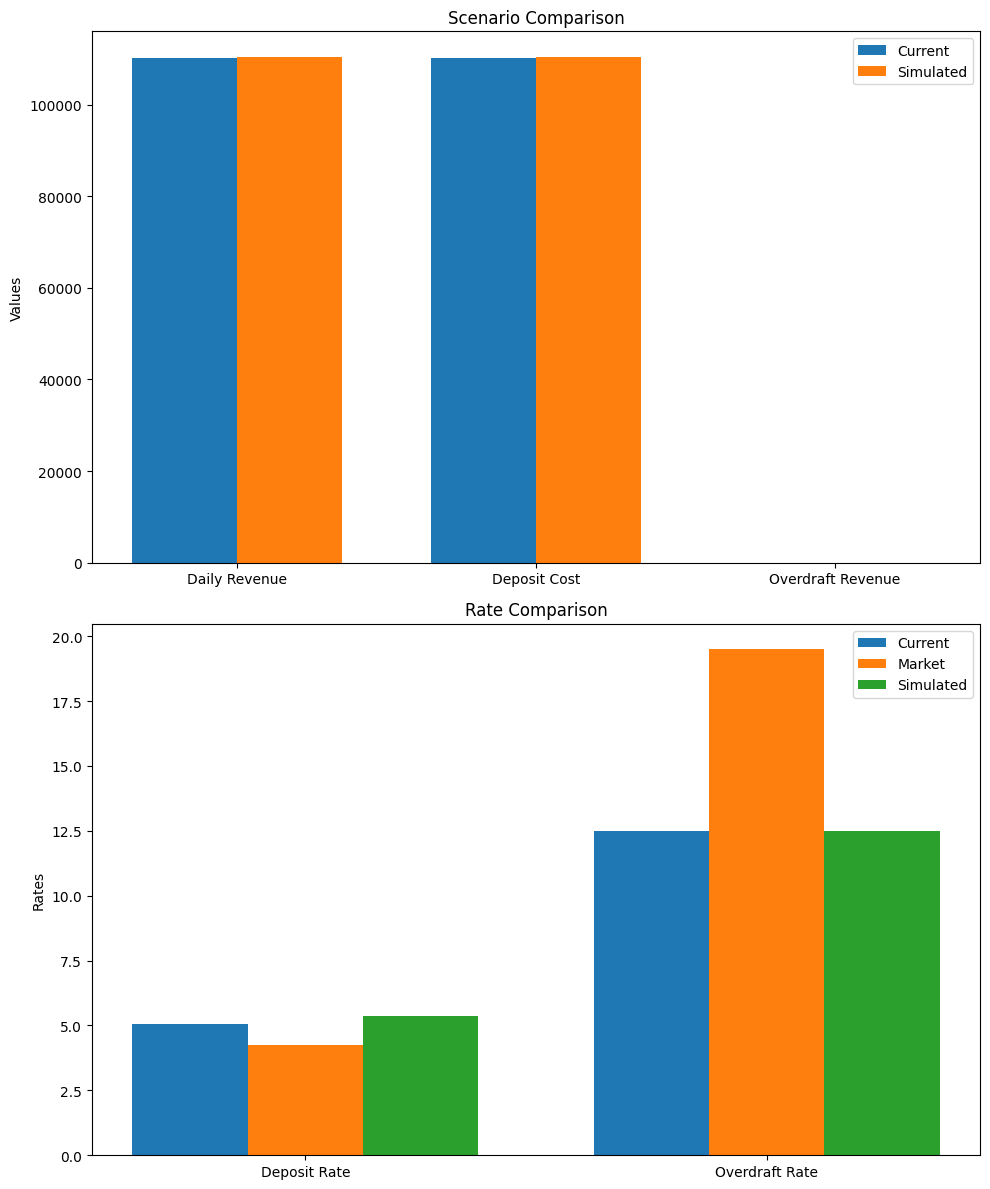 Scenario Comparison
Current
Simulated
Values
100000
80000
60000
40000
20000
0
Daily Revenue
Deposit Cost
Overdraft Revenue
Rate Comparison
Current
Market
Simulated
Rates
20.0
17.5
15.0
12.5
10.0
7.5
5.0
2.5
0.0
Deposit Rate
Overdraft Rate